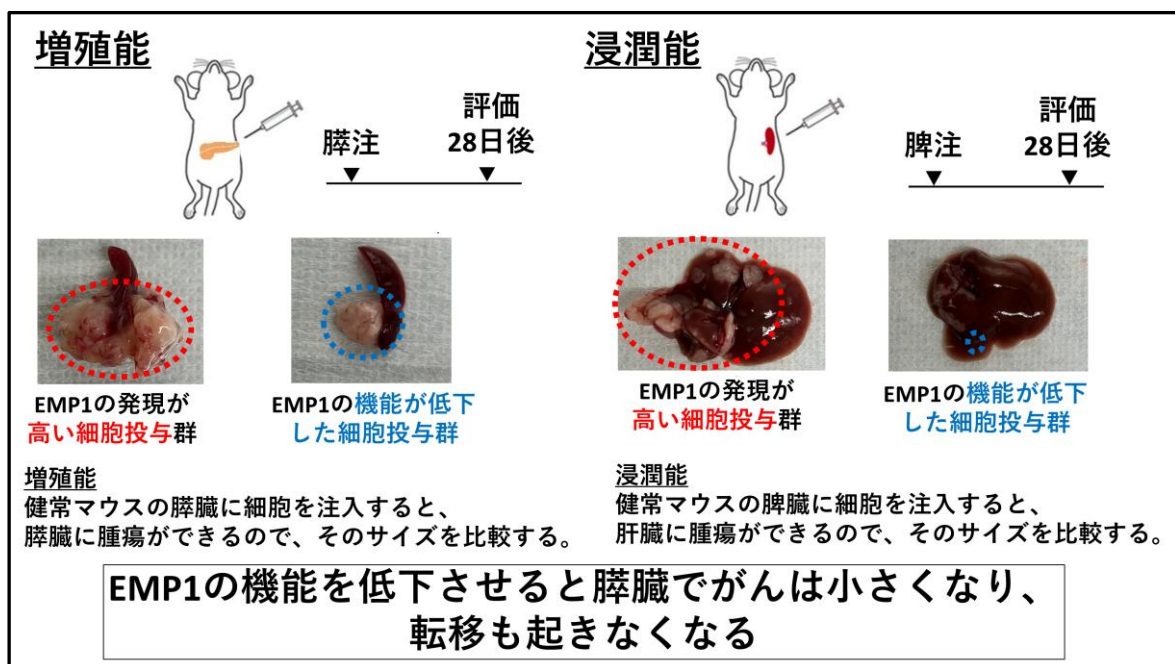 増殖能
膵注
評価
28日後
EMP1の発現が
高い細胞投与群
EMP1の機能が低下
した細胞投与群
増殖能
健常マウスの膵臓に細胞を注入すると、
膵臓に腫瘍ができるので、そのサイズを比較する。
浸潤能
脾注
評価
28日後
EMP1の発現が
高い細胞投与群
EMP1の機能が低下
した細胞投与群
浸潤能
健常マウスの脾臓に細胞を注入すると、
肝臓に腫瘍ができるので、そのサイズを比較する。
EMP1の機能を低下させると膵臓でがんは小さくなり、
転移も起きなくなる